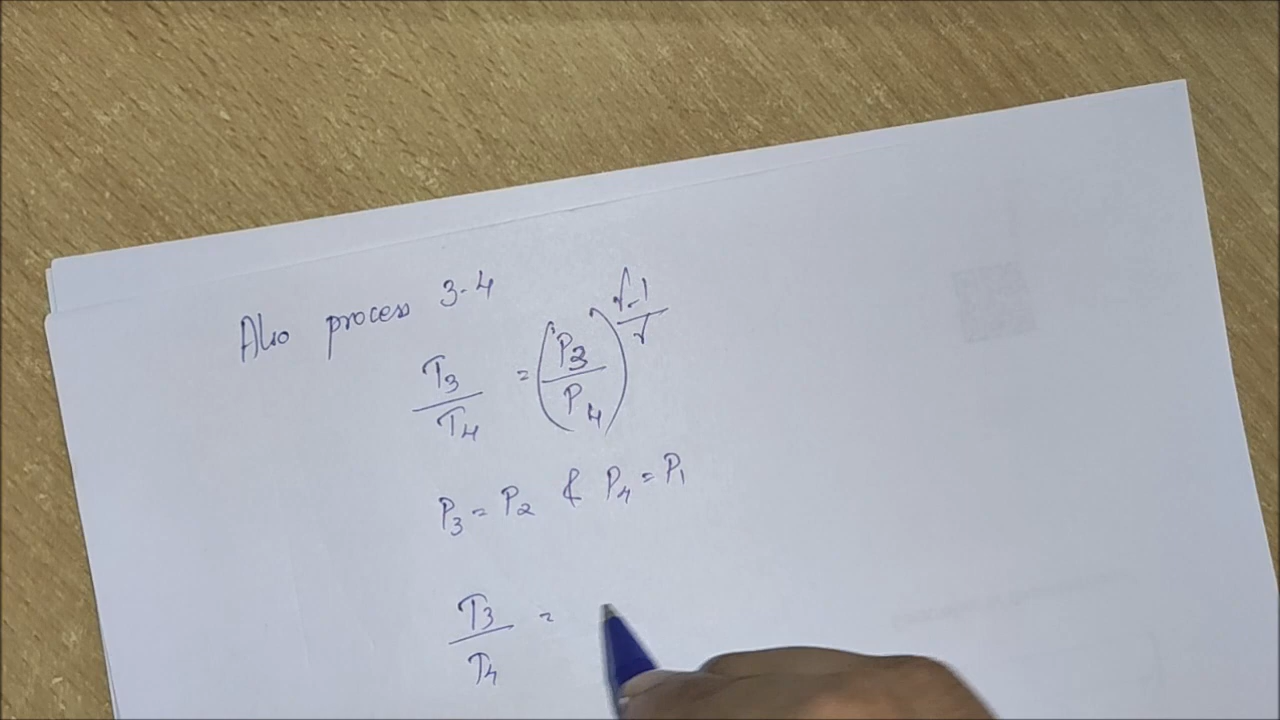 Also process 3-4
T3/T4 = (P3/P4)^(γ-1)/γ
P3 = P2 & P4 = P1
T3/T4 =